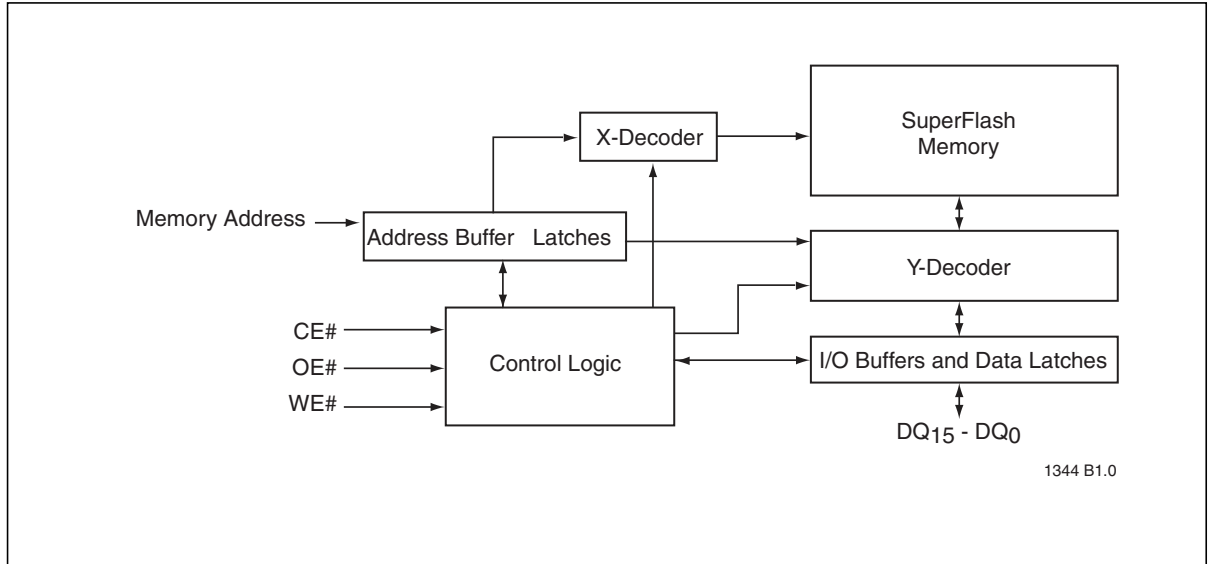 SuperFlash
Memory
X-Decoder
Memory Address
Address Buffer Latches
Y-Decoder
CE#
OE#
WE#
Control Logic
I/O Buffers and Data Latches
DQ15 - DQ0
1344 B1.0